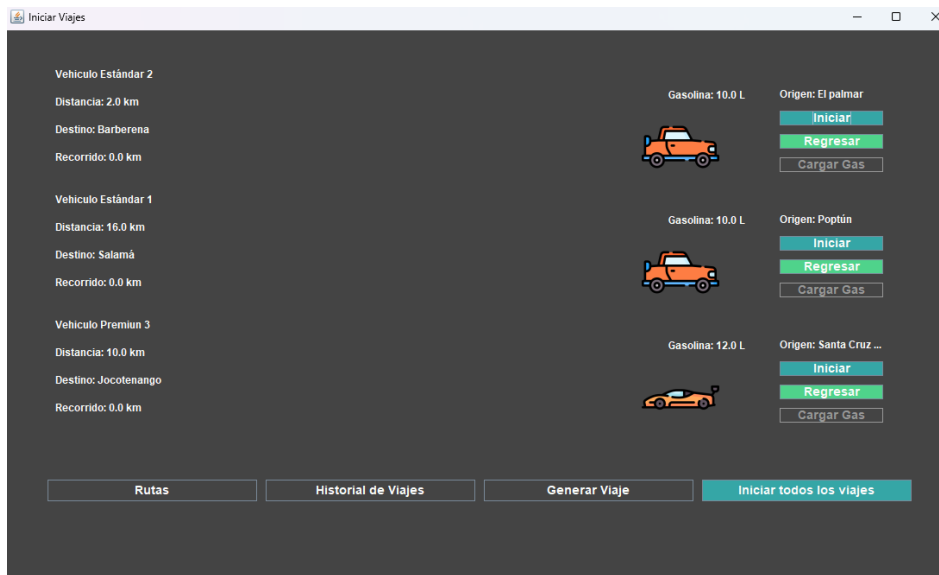 Iniciar Viajes
Vehiculo Estándar 2
Gasolina: 10.0 L
Origen: El palmar
Distancia: 2.0 km
Iniciar
Destino: Barberena
Regresar
Recorrido: 0.0 km
Cargar Gas
Vehiculo Estándar 1
Gasolina: 10.0 L
Origen: Poptún
Distancia: 16.0 km
Iniciar
Destino: Salamá
Regresar
Recorrido: 0.0 km
Cargar Gas
Vehiculo Premiun 3
Gasolina: 12.0 L
Origen: Santa Cruz ...
Distancia: 10.0 km
Iniciar
Destino: Jocotenango
Regresar
Recorrido: 0.0 km
Cargar Gas
Rutas
Historial de Viajes
Generar Viaje
Iniciar todos los viajes